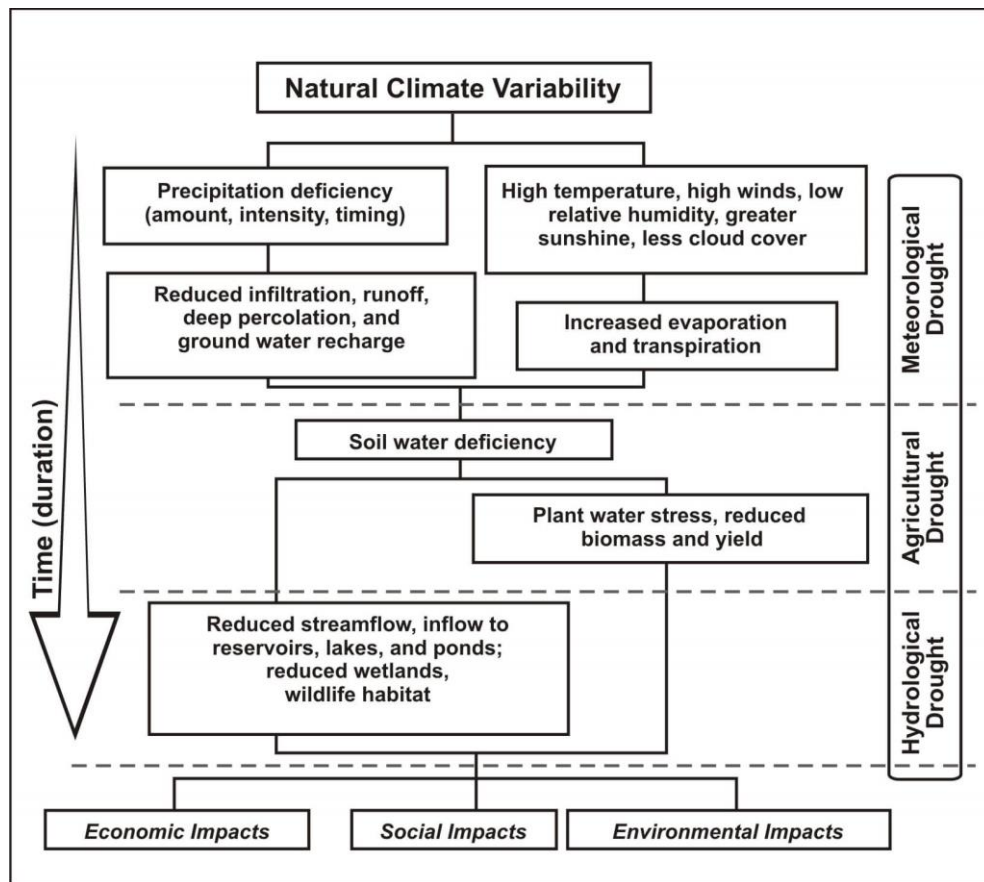 Natural Climate Variability
Precipitation deficiency
(amount, intensity, timing)
High temperature, high winds, low
relative humidity, greater
sunshine, less cloud cover
Reduced infiltration, runoff,
deep percolation, and
ground water recharge
Increased evaporation
and transpiration
Meteorological
Drought
Time (duration)
Soil water deficiency
Plant water stress, reduced
biomass and yield
Agricultural
Drought
Reduced streamflow, inflow to
reservoirs, lakes, and ponds;
reduced wetlands,
wildlife habitat
Hydrological
Drought
Economic Impacts
Social Impacts
Environmental Impacts